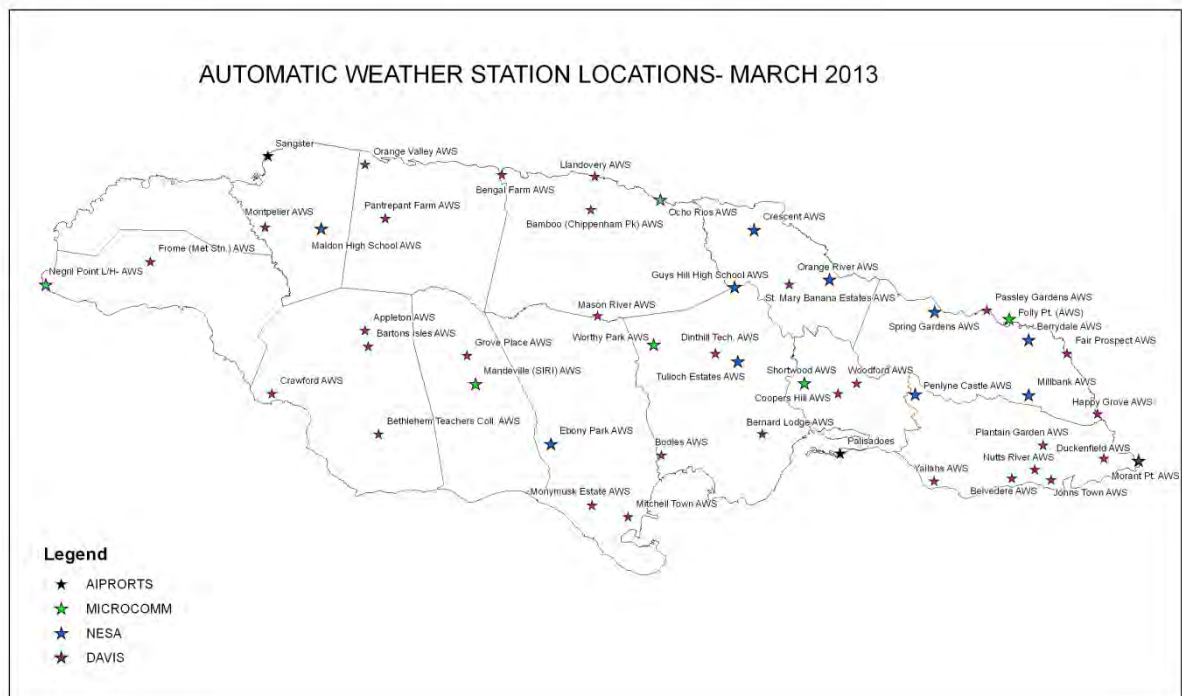 AUTOMATIC WEATHER STATION LOCATIONS- MARCH 2013
Sangster
Orange Valley AWS
Llandovery AWS
Bengal Farm AWS
Pantrepant Farm AWS
Montpelier AWS
Maldon High School AWS
Bamboo (Chippenham Pk) AWS
Ocho Rios AWS
Crescent AWS
Frome (Met Stn.) AWS
Negril Point L/H- AWS
Guys Hill High School AWS
Orange River AWS
St. Mary Banana Estates AWS
Passley Gardens AWS
Folly Pt. (AWS)
Spring Gardens AWS
Berrydale AWS
Fair Prospect AWS
Mason River AWS
Appleton AWS
Bartons Isles AWS
Worthy Park AWS
Dinthill Tech. AWS
Grove Place AWS
Tulloch Estates AWS
Mandeville (SIRI) AWS
Shortwood AWS
Woodford AWS
Crawford AWS
Coopers Hill AWS
Penlyne Castle AWS
Millbank AWS
Happy Grove AWS
Bethlehem Teachers Coll. AWS
Ebony Park AWS
Bernard Lodge AWS
Palisadoes
Bodles AWS
Plantain Garden AWS
Duckenfield AWS
Nutts River AWS
Yallahs AWS
Morant Pt. AWS
Belvedere AWS
Johns Town AWS
Monymusk Estate AWS
Mitchell Town AWS
Legend
AIPRORTS
MICROCOMM
NESA
DAVIS